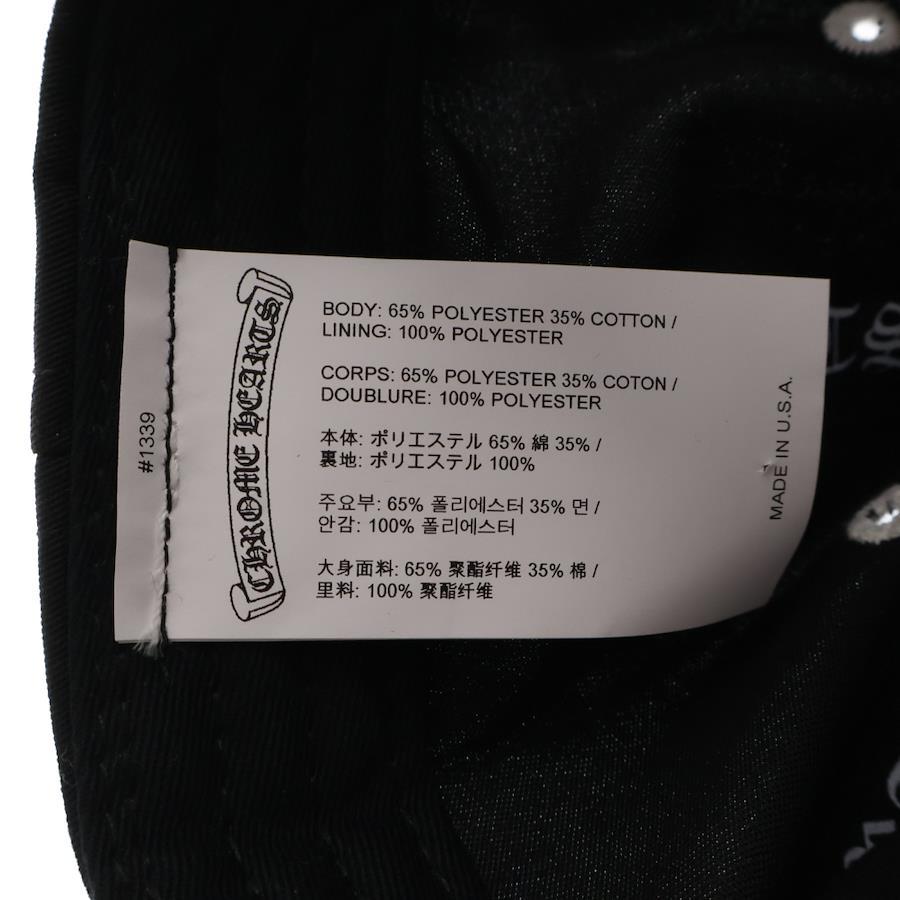 #1339
CHROME HEARTS
BODY: 65% POLYESTER 35% COTTON /
LINING: 100% POLYESTER
CORPS: 65% POLYESTER 35% COTON /
DOUBLURE: 100% POLYESTER
本体: ポリエステル 65% 綿 35% /
裏地: ポリエステル 100%
주요부: 65% 폴리에스터 35% 면 /
안감: 100% 폴리에스터
大身面料: 65% 聚酯纤维 35% 棉 /
里料: 100% 聚酯纤维
MADE IN U.S.A.